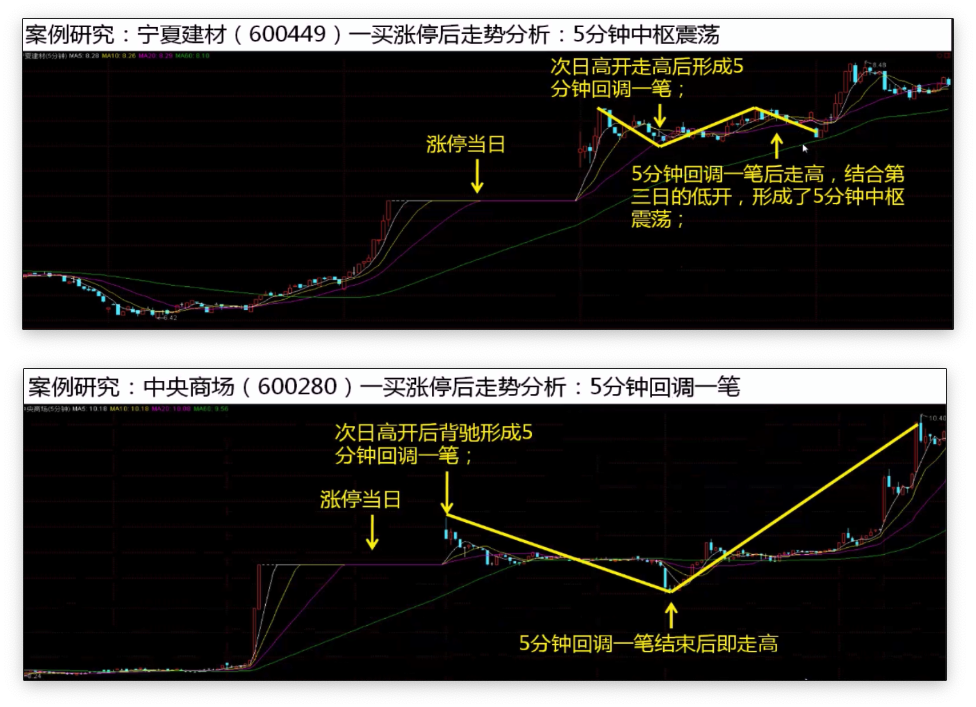 案例研究：宁夏建材（600449）一买涨停后走势分析：5分钟中枢震荡
夏建材(5分钟) MA5: 8.28 MA10: 8.26 MA20: 8.29 MA60: 8.10
次日高开走高后形成5
分钟回调一笔；
8.49
涨停当日
5分钟回调一笔后走高，结合第
三日的低开，形成了5分钟中枢
震荡；
6.42
案例研究：中央商场（600280）一买涨停后走势分析：5分钟回调一笔
央商场(5分钟) MA5: 10.18 MA10: 10.18 MA60: 9.56
10.40
次日高开后背驰形成5
分钟回调一笔；
涨停当日
5分钟回调一笔结束后即走高